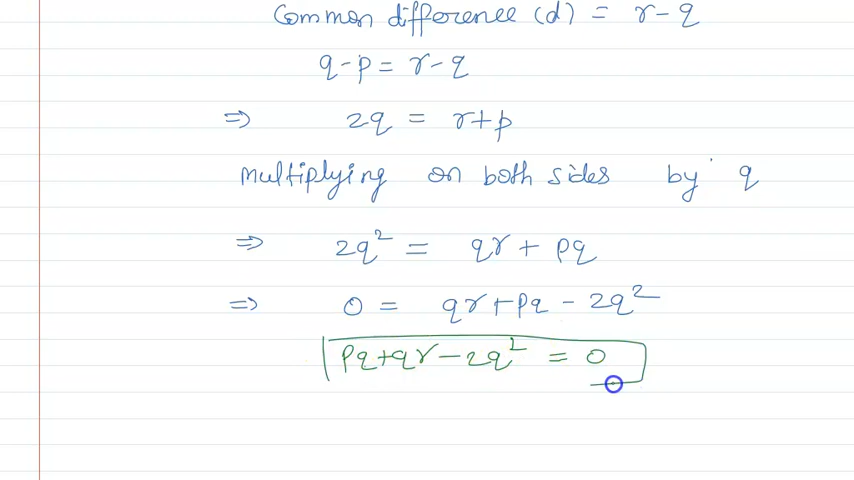 Common difference (d) = r - q
q - p = r - q
⇒ 2q = r + p
multiplying on both sides by q
⇒ 2q² = qr + pq
⇒ 0 = qr + pq - 2q²
pq + qr - 2q² = 0